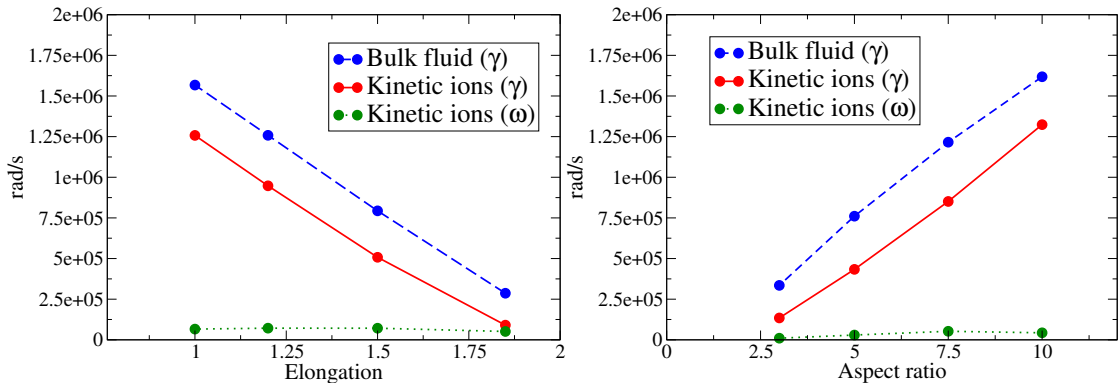 2e+06
1.75e+06
1.5e+06
1.25e+06
1e+06
7.5e+05
5e+05
2.5e+05
0
rad/s
Bulk fluid (γ)
Kinetic ions (γ)
Kinetic ions (ω)
1 1.25 1.5 1.75 2
Elongation
2e+06
1.75e+06
1.5e+06
1.25e+06
1e+06
7.5e+05
5e+05
2.5e+05
0
rad/s
Bulk fluid (γ)
Kinetic ions (γ)
Kinetic ions (ω)
0 2.5 5 7.5 10
Aspect ratio